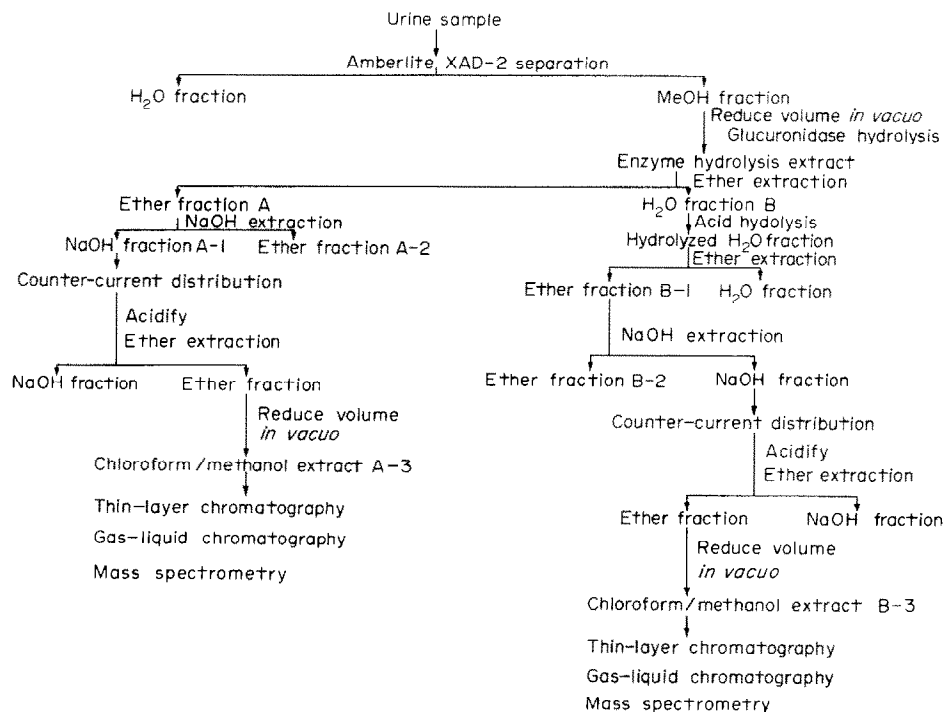 Urine sample
Amberlite XAD-2 separation
H₂O fraction
MeOH fraction
Reduce volume in vacuo
Glucuronidase hydrolysis
Enzyme hydrolysis extract
Ether extraction
Ether fraction A
H₂O fraction B
NaOH extraction
Acid hydolysis
NaOH fraction A-1
Ether fraction A-2
Hydrolyzed H₂O fraction
Ether extraction
Counter-current distribution
Ether fraction B-1
H₂O fraction
Acidify
Ether extraction
NaOH extraction
NaOH fraction
Ether fraction
Ether fraction B-2
NaOH fraction
Reduce volume
in vacuo
Counter-current distribution
Acidify
Ether extraction
Chloroform/methanol extract A-3
Thin-layer chromatography
Gas-liquid chromatography
Mass spectrometry
Ether fraction
NaOH fraction
Reduce volume
in vacuo
Chloroform/methanol extract B-3
Thin-layer chromatography
Gas-liquid chromatography
Mass spectrometry